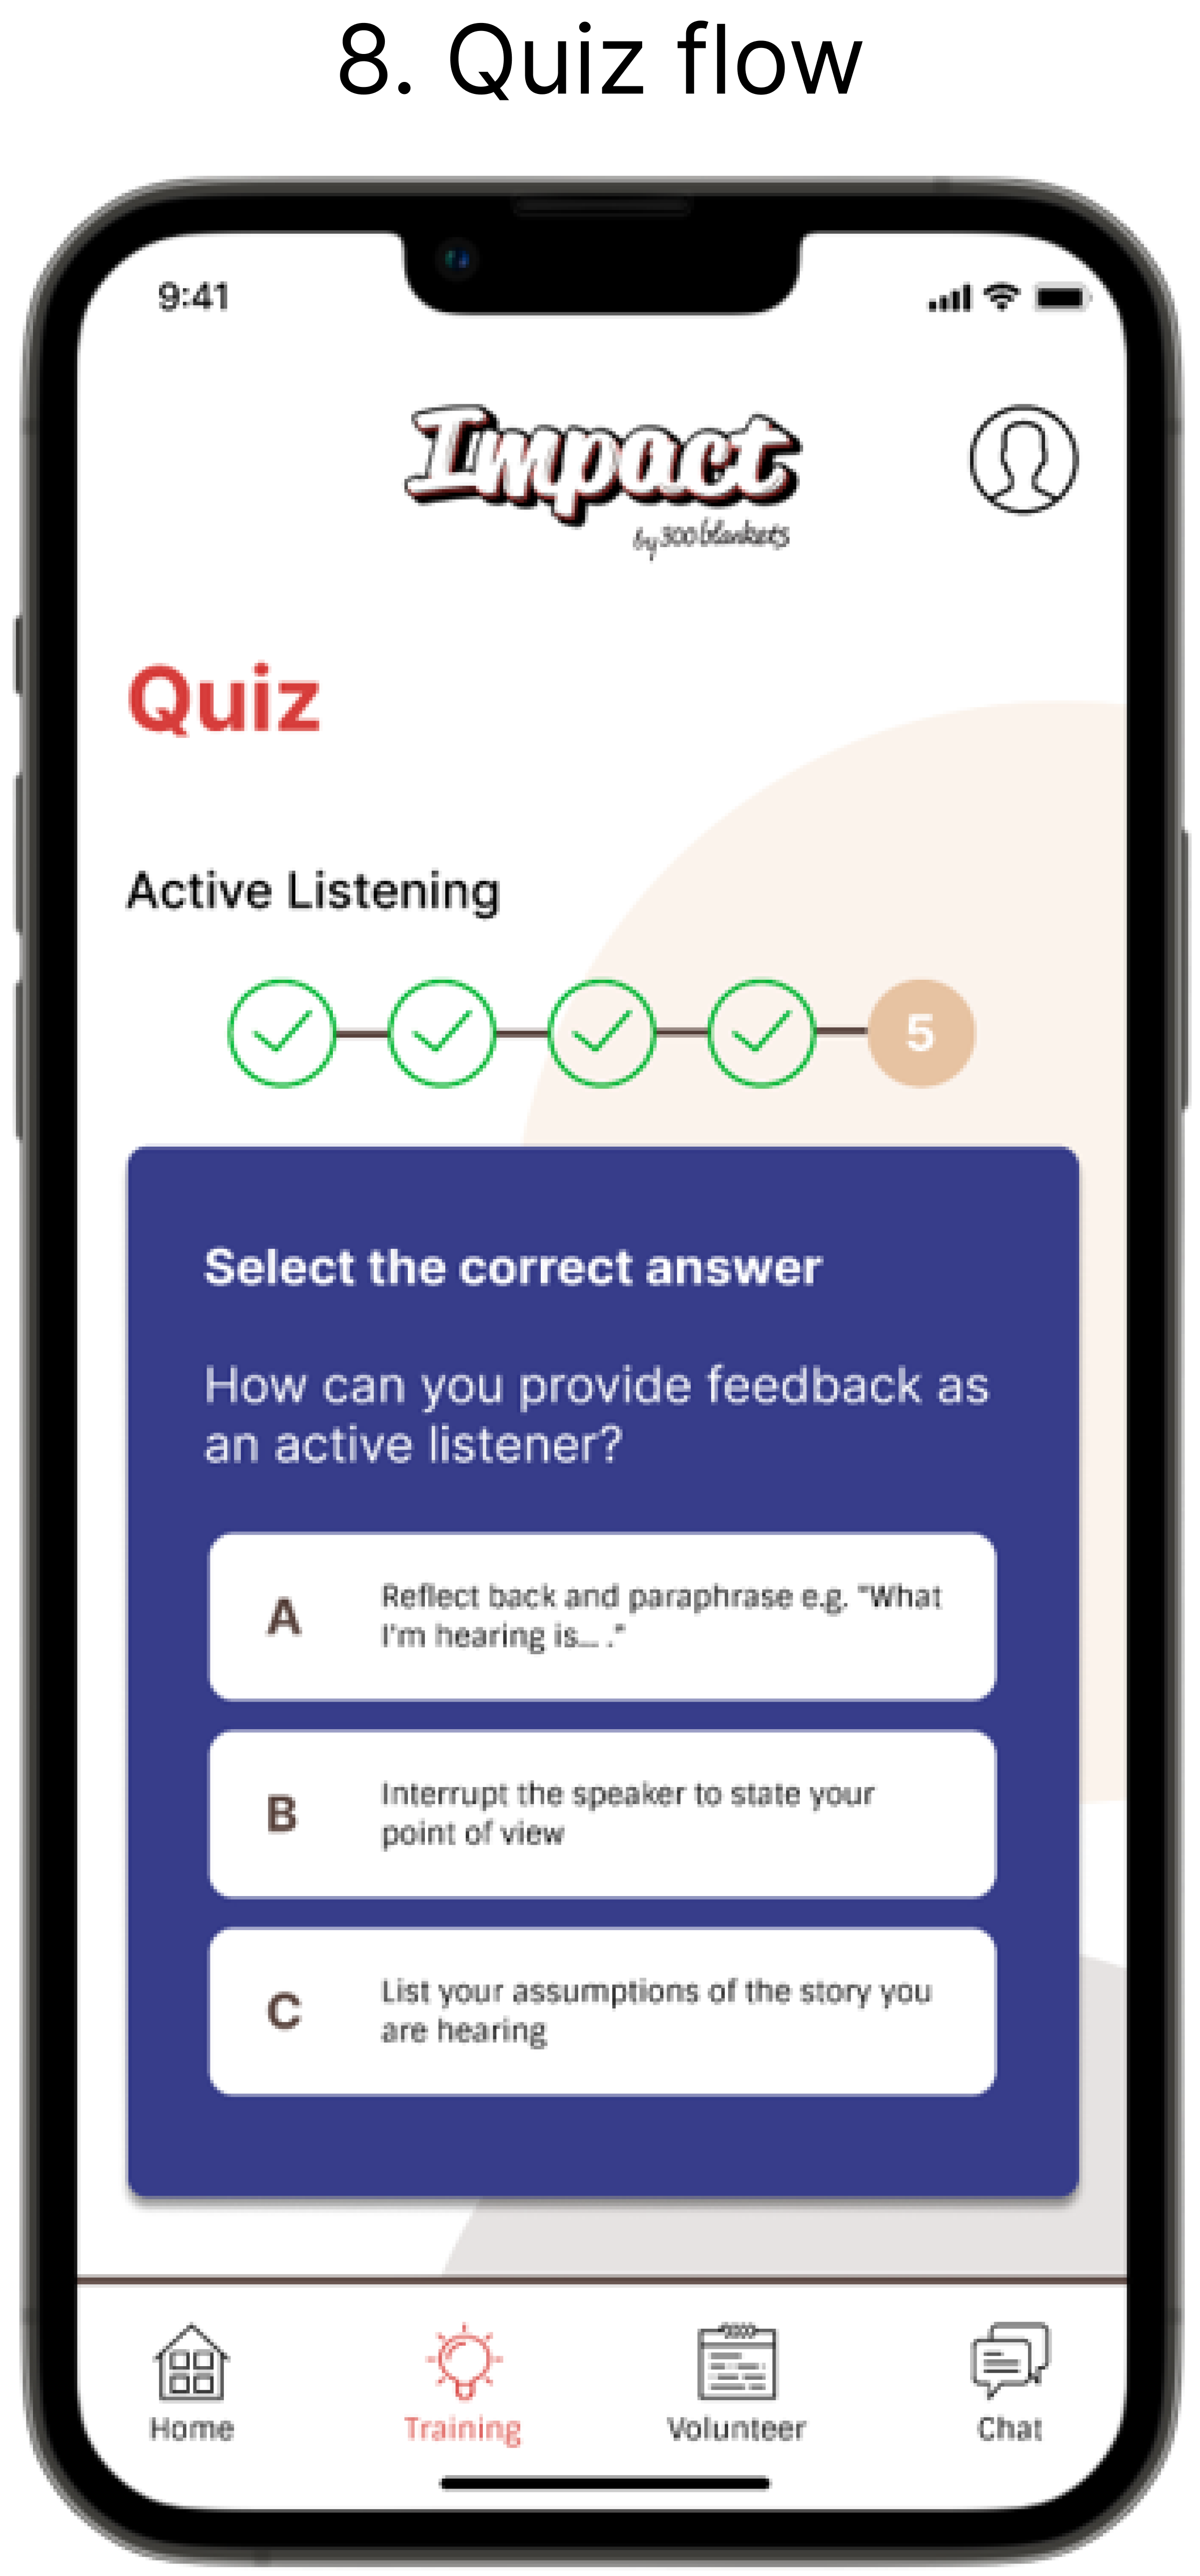 8. Quiz flow
9:41
Impact
by 300 blankets
Quiz
Active Listening
5
Select the correct answer
How can you provide feedback as
an active listener?
A
Reflect back and paraphrase e.g. "What
I'm hearing is... ."
B
Interrupt the speaker to state your
point of view
C
List your assumptions of the story you
are hearing
Home
Training
Volunteer
Chat